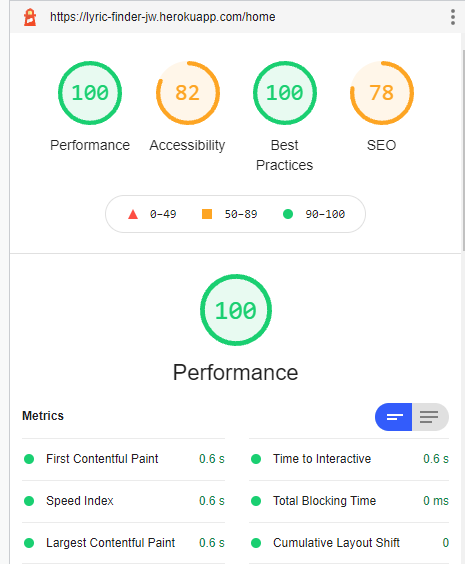 https://lyric-finder-jw.herokuapp.com/home
100 82 100 78
Performance Accessibility Best Practices SEO
0–49 50–89 90–100
100
Performance
Metrics
First Contentful Paint 0.6 s Time to Interactive 0.6 s
Speed Index 0.6 s Total Blocking Time 0 ms
Largest Contentful Paint 0.6 s Cumulative Layout Shift 0